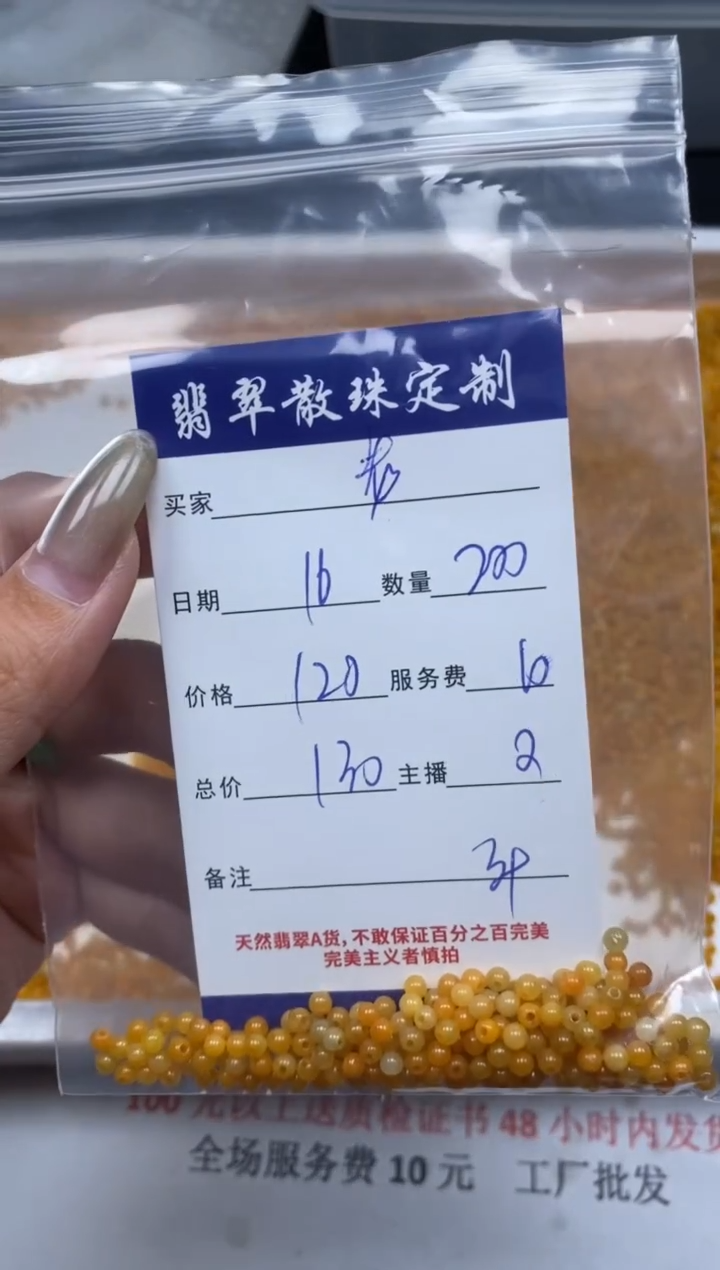 翡翠散珠定制
买家
日期 16 数量 200
价格 120 服务费 10
总价 130 主播 2
备注
天然翡翠A货,不敢保证百分之百完美
完美主义者慎拍
100元以上送质检证书48小时内发货
全场服务费10元 工厂批发